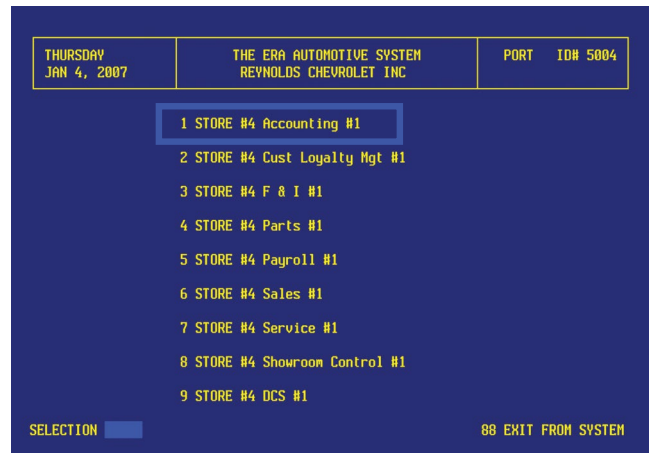 THURSDAY
JAN 4, 2007
THE ERA AUTOMOTIVE SYSTEM
REYNOLDS CHEVROLET INC
PORT ID# 5004
1 STORE #4 Accounting #1
2 STORE #4 Cust Loyalty Mgt #1
3 STORE #4 F & I #1
4 STORE #4 Parts #1
5 STORE #4 Payroll #1
6 STORE #4 Sales #1
7 STORE #4 Service #1
8 STORE #4 Showroom Control #1
9 STORE #4 DCS #1
SELECTION
88 EXIT FROM SYSTEM